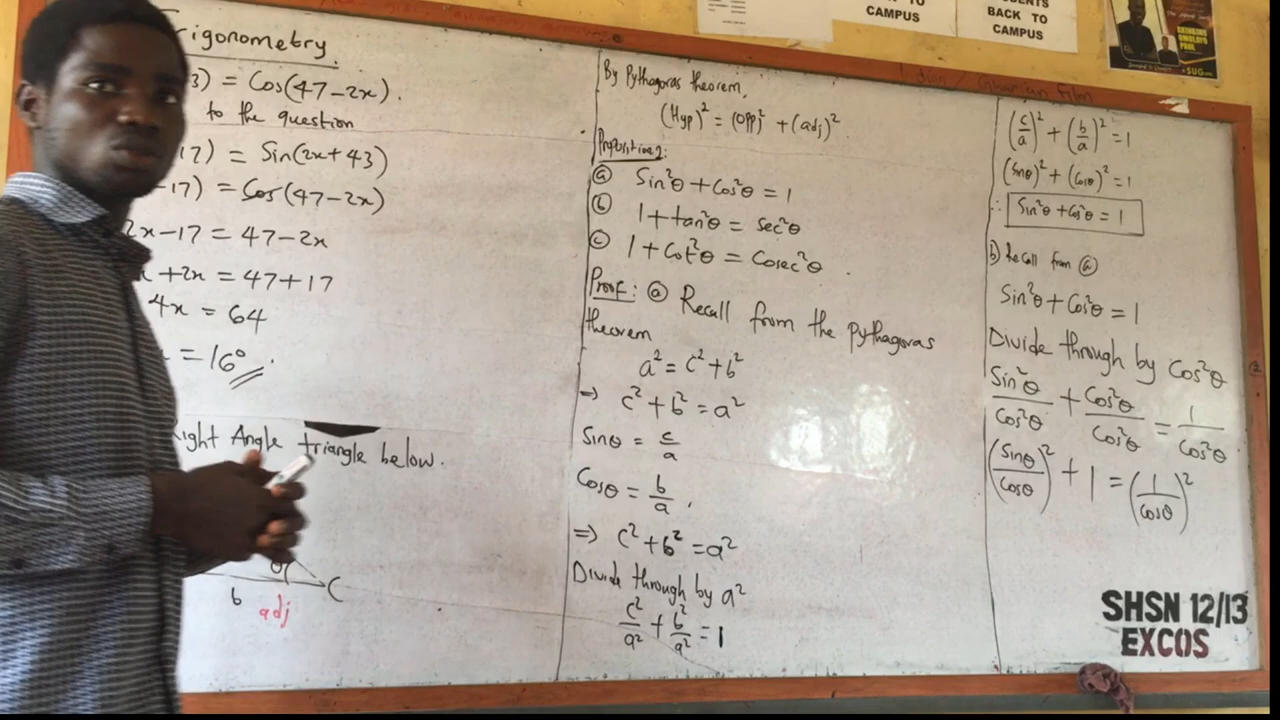 TO
CAMPUS
STUDENTS
BACK TO
CAMPUS
Trigonometry.
3) = Cos(47-2x).
to the question
17) = Sin(2x+43)
-17) = Cos(47-2x)
2x-17 = 47-2x
+2x = 47+17
4x = 64
= 16°
Right Angle triangle below.
θ
C
b
adj
By Pythagoras theorem,
(Hyp)² = (opp)² + (adj)²
Proposition 2:
(a) Sin²θ + Cos²θ = 1
(b) 1 + tan²θ = sec²θ
(c) 1 + Cot²θ = Cosec²θ.
Proof: (a) Recall from the pythagoras
theorem
a² = c² + b²
⇒ c² + b² = a²
Sinθ = c/a
Cosθ = b/a,
⇒ c² + b² = a²
Divide through by a²
c²/a² + b²/a² = 1
(c/a)² + (b/a)² = 1
(Sinθ)² + (Cosθ)² = 1
∴ Sin²θ + Cos²θ = 1
b) Recall from (a)
Sin²θ + Cos²θ = 1
Divide through by Cos²θ
Sin²θ/Cos²θ + Cos²θ/Cos²θ = 1/Cos²θ.
(Sinθ/Cosθ)² + 1 = (1/Cosθ)²
SHSN 12/13
EXCOS